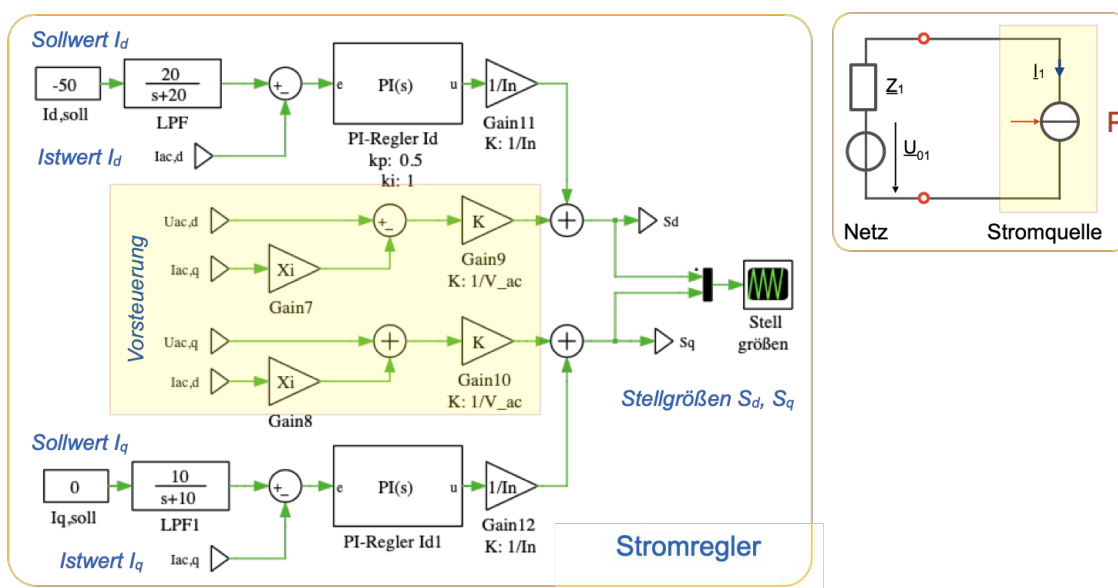 Sollwert Id
-50
Id,soll
20
s+20
LPF
+
−
e
PI(s)
u
PI-Regler Id
kp: 0.5
ki: 1
1/In
Gain11
K: 1/In
Istwert Id
Iac,d
Vorsteuerung
Uac,d
+
−
K
Gain9
K: 1/V_ac
Iac,q
Xi
Gain7
+
Sd
Uac,q
+
K
Gain10
K: 1/V_ac
Iac,d
Xi
Gain8
+
Sq
Stell
größen
Stellgrößen Sd, Sq
Sollwert Iq
0
Iq,soll
10
s+10
LPF1
+
−
e
PI(s)
u
PI-Regler Id1
1/In
Gain12
K: 1/In
Istwert Iq
Iac,q
Stromregler
Z1
U01
I1
Netz
Stromquelle